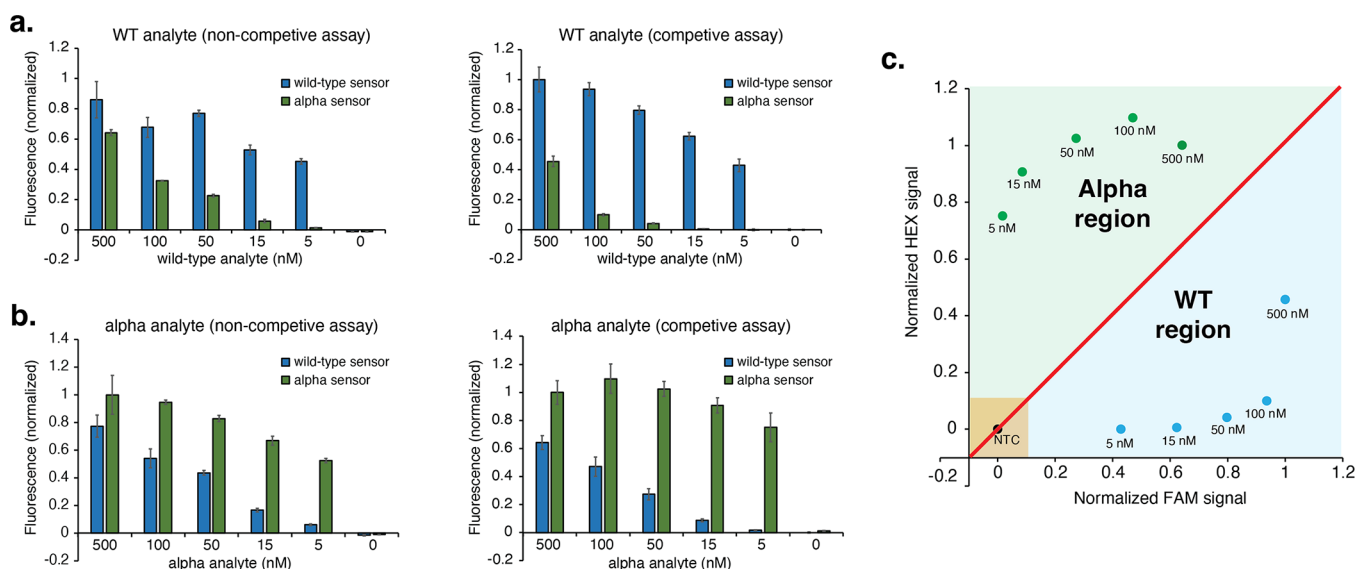 a.
WT analyte (non-competive assay)
Fluorescence (normalized)
1.2
1
0.8
0.6
0.4
0.2
0
-0.2
wild-type sensor
alpha sensor
500 100 50 15 5 0
wild-type analyte (nM)
WT analyte (competive assay)
Fluorescence (normalized)
1.2
1
0.8
0.6
0.4
0.2
0
-0.2
wild-type sensor
alpha sensor
500 100 50 15 5 0
wild-type analyte (nM)
b.
alpha analyte (non-competive assay)
Fluorescence (normalized)
1.4
1.2
1
0.8
0.6
0.4
0.2
0
-0.2
wild-type sensor
alpha sensor
500 100 50 15 5 0
alpha analyte (nM)
alpha analyte (competive assay)
Fluorescence (normalized)
1.4
1.2
1
0.8
0.6
0.4
0.2
0
-0.2
wild-type sensor
alpha sensor
500 100 50 15 5 0
alpha analyte (nM)
c.
Normalized HEX signal
1.2
1
0.8
0.6
0.4
0.2
0
100 nM
50 nM
500 nM
15 nM
5 nM
Alpha
region
WT
region
500 nM
100 nM
50 nM
15 nM
5 nM
NTC
-0.2 0 0.2 0.4 0.6 0.8 1 1.2
Normalized FAM signal